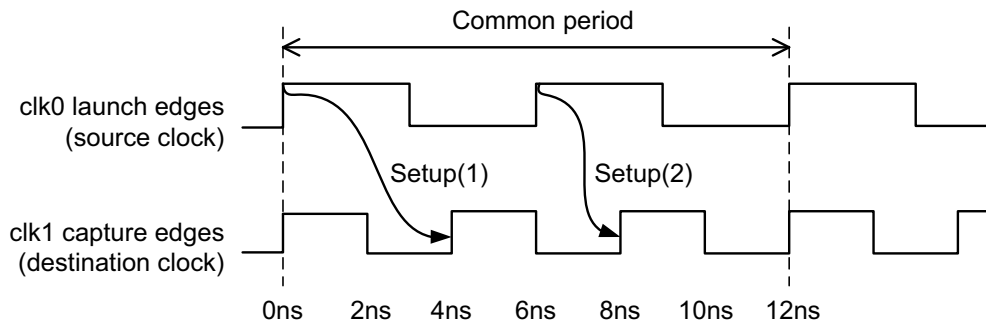 Common period
clk0 launch edges
(source clock)
Setup(1)
Setup(2)
clk1 capture edges
(destination clock)
0ns 2ns 4ns 6ns 8ns 10ns 12ns